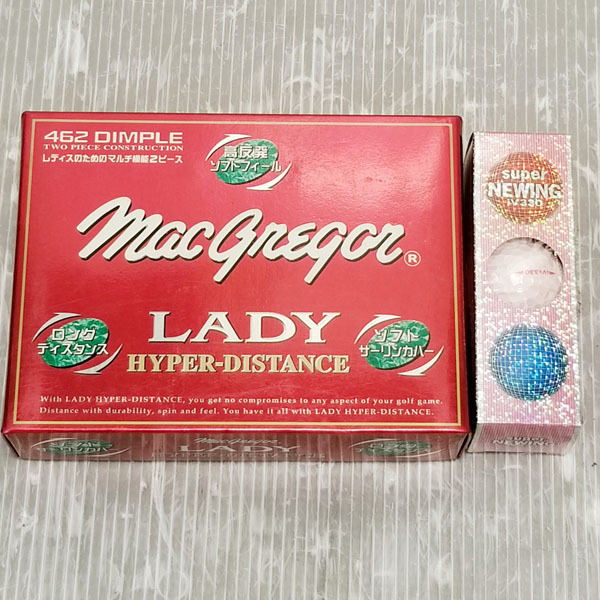 462 DIMPLE
TWO PIECE CONSTRUCTION
レディスのためのマルチ機能2ピース
高反発
ソフトフィール
MacGregor®
ロング
ディスタンス
LADY
HYPER-DISTANCE
ソフト
サーリンカバー
With LADY HYPER-DISTANCE, you get no compromises to any aspect of your golf game.
Distance with durability, spin and feel. You have it all with LADY HYPER-DISTANCE.
MacGregor
LADY
super
NEWING
iV330